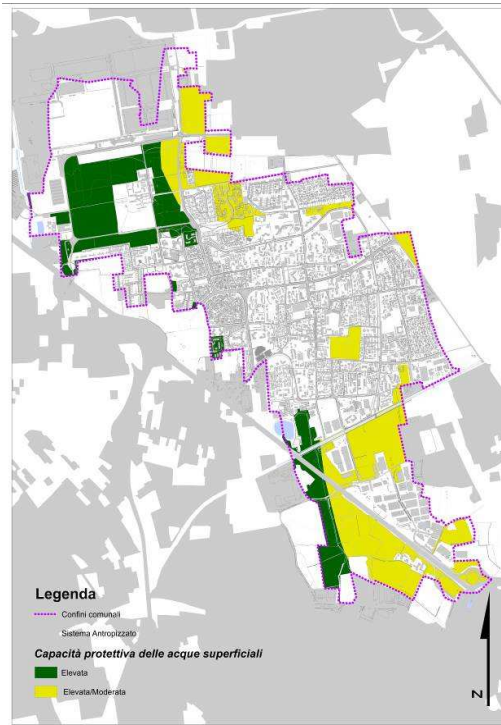 Legenda
Confini comunali
Sistema Antropizzato
Capacità protettiva delle acque superficiali
Elevata
Elevata/Moderata
N